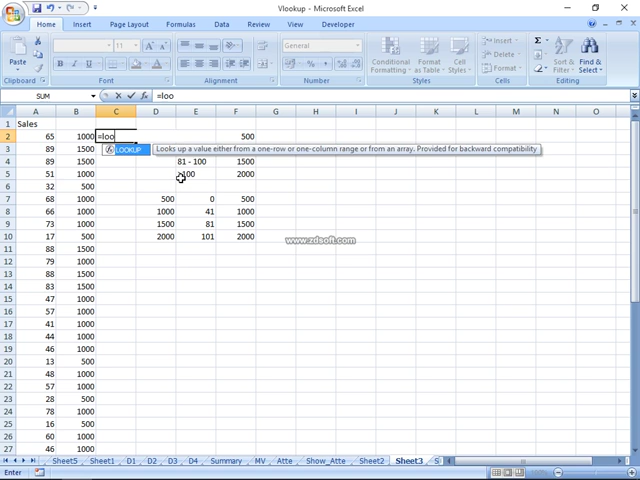 Vlookup - Microsoft Excel
Home Insert Page Layout Formulas Data Review View Developer
Paste
Clipboard
11
B I U
Font
Alignment
General
Number
Conditional Formatting
Format as Table
Cell Styles
Styles
Insert
Delete
Format
Cells
Sort & Filter
Find & Select
Editing
SUM =loo
A B C D E F G H I J K L M N O
1 Sales
2 65 1000 =loo 500
LOOKUP Looks up a value either from a one-row or one-column range or from an array. Provided for backward compatibility
3 89 1500
4 89 1500 81 - 100 1500
5 51 1000 >100 2000
6 32 500
7 68 1000 500 0 500
8 66 1000 1000 41 1000
9 73 1000 1500 81 1500
10 17 500 2000 101 2000
www.zdsoft.com
11 88 1500
12 79 1000
13 88 1500
14 83 1500
15 47 1000
16 57 1000
17 41 1000
18 44 1000
19 46 1000
20 13 500
21 48 1000
22 57 1000
23 28 500
24 78 1000
25 16 500
26 60 1000
27 46 1000
Sheet5 Sheet1 D1 D2 D3 D4 Summary MV Atte Show_Atte Sheet2 Sheet3 S
Enter 100%